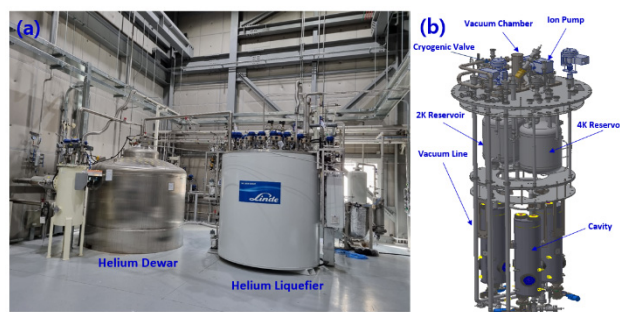 (a)
Linde
Helium Dewar
Helium Liquefier
(b)
Vacuum Chamber
Ion Pump
Cryogenic Valve
2K Reservoir
4K Reservo
Vacuum Line
Cavity